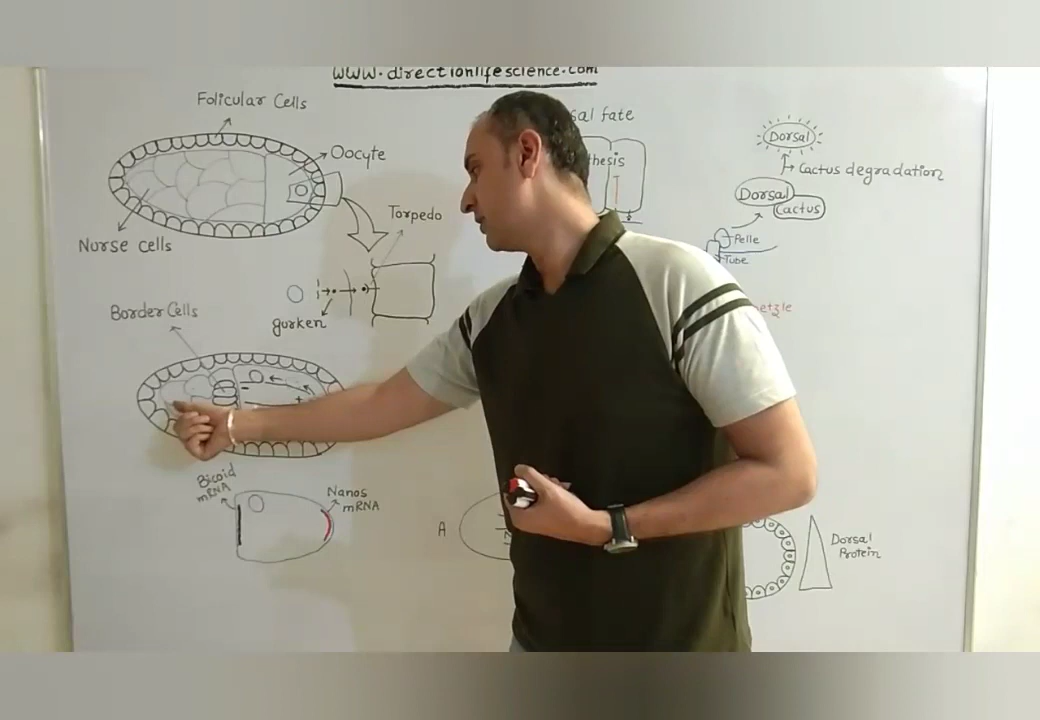 www.directionlifescience.com
Folicular Cells
Oocyte
Nurse cells
Torpedo
gurken
Border Cells
-
+
Bicoid
mRNA
Nanos
mRNA
sal fate
thesis
Dorsal
Cactus degradation
Dorsal
Cactus
Pelle
Tube
etzle
A
Dorsal
Protein